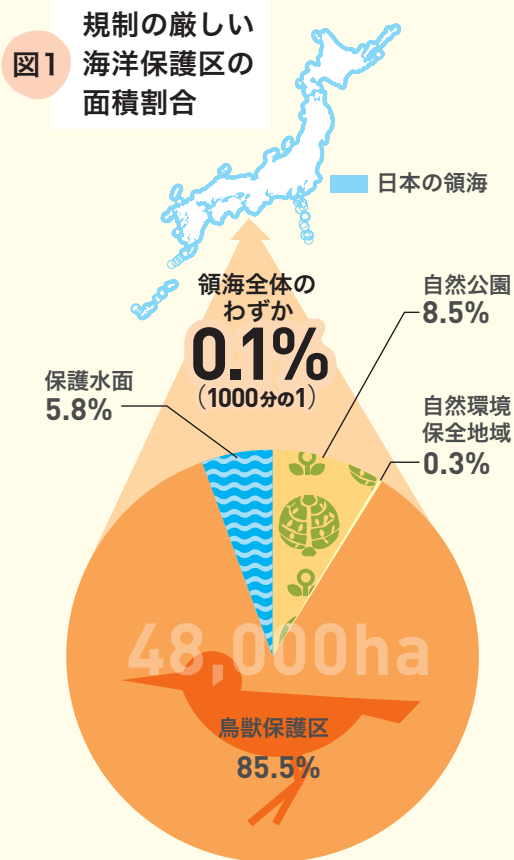 図1
規制の厳しい
海洋保護区の
面積割合
日本の領海
領海全体の
わずか
0.1%
(1000分の1)
自然公園
8.5%
保護水面
5.8%
自然環境
保全地域
0.3%
48,000ha
鳥獣保護区
85.5%